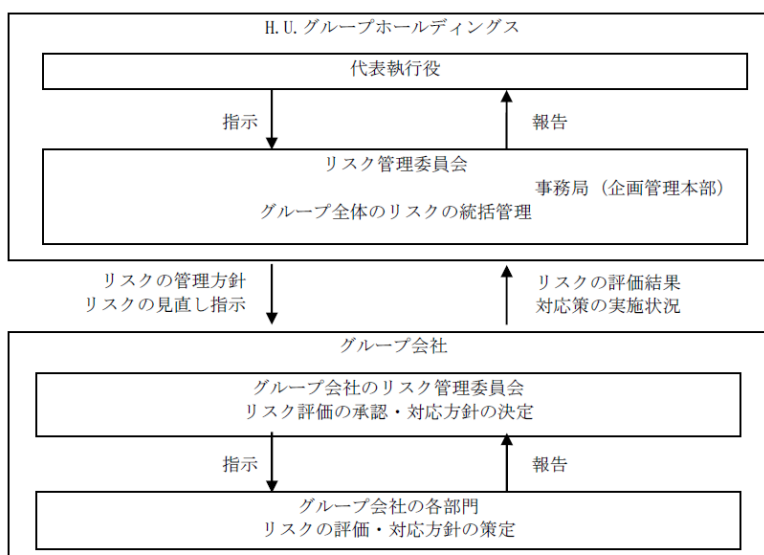 H.U.グループホールディングス
代表執行役
指示
報告
リスク管理委員会
事務局（企画管理本部）
グループ全体のリスクの統括管理
リスクの管理方針
リスクの見直し指示
リスクの評価結果
対応策の実施状況
グループ会社
グループ会社のリスク管理委員会
リスク評価の承認・対応方針の決定
指示
報告
グループ会社の各部門
リスクの評価・対応方針の策定